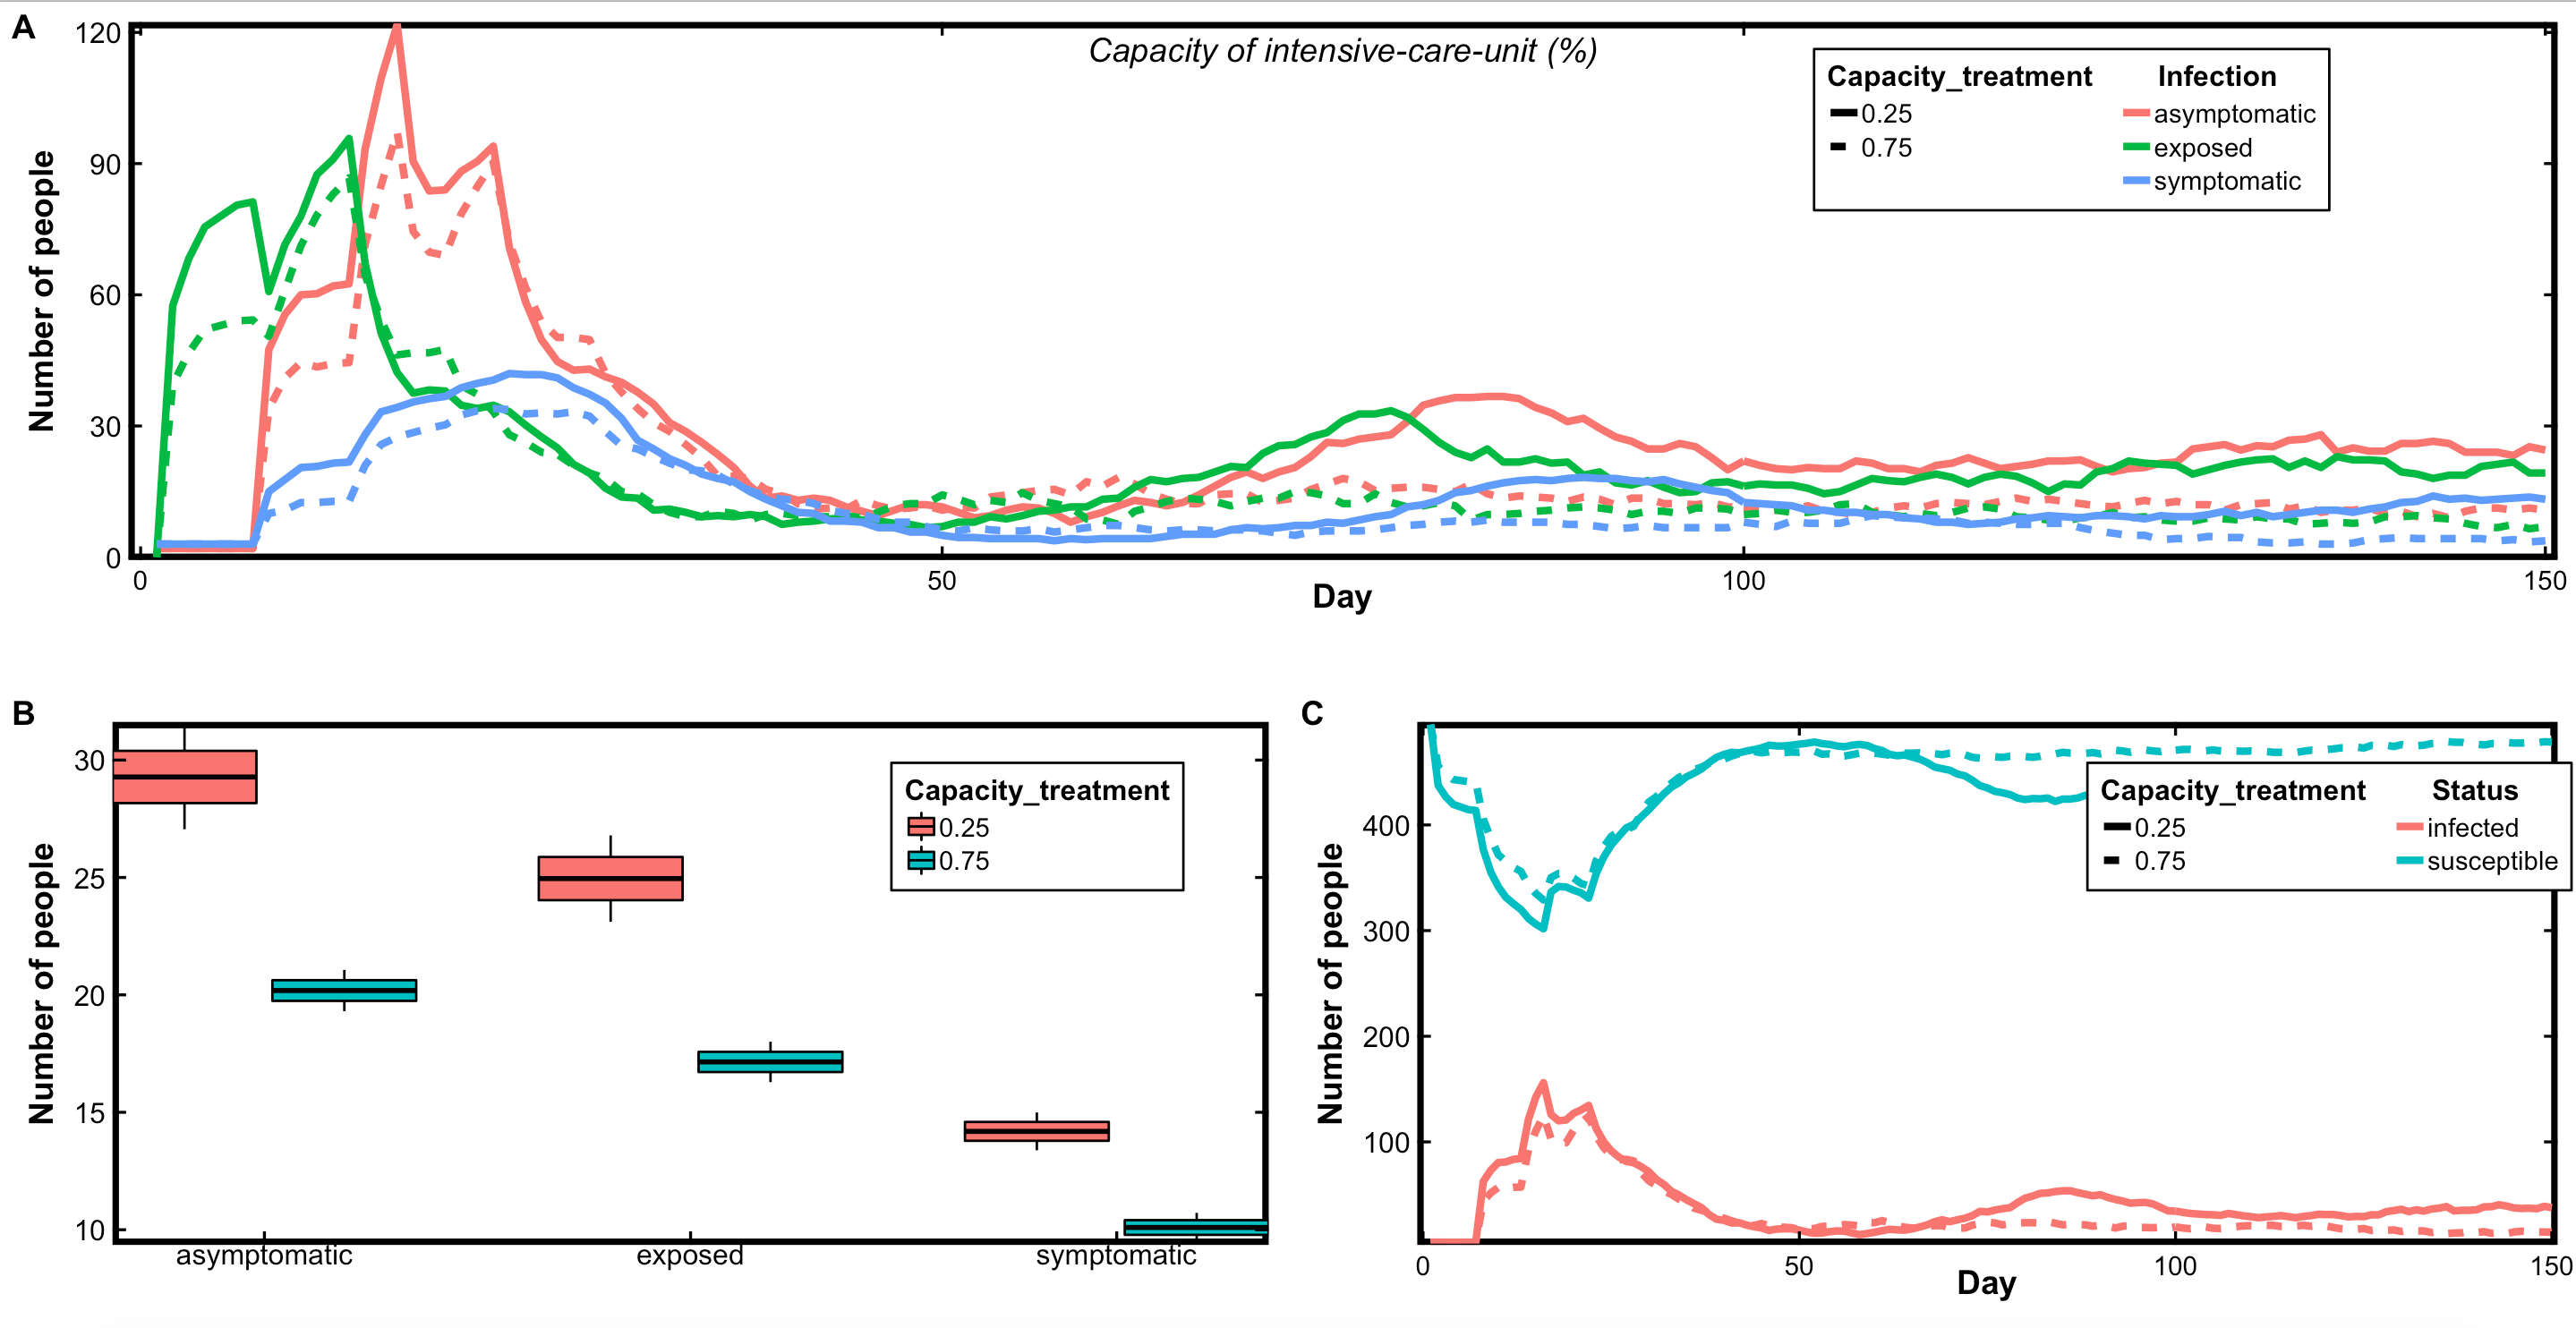 A
Capacity of intensive-care-unit (%)
Capacity_treatment Infection
0.25 asymptomatic
0.75 exposed
symptomatic
Number of people
120
90
60
30
0
0 50 100 150
Day
B
Number of people
30
25
20
15
10
Capacity_treatment
0.25
0.75
asymptomatic exposed symptomatic
C
Number of people
400
300
200
100
Capacity_treatment Status
0.25 infected
0.75 susceptible
0 50 100 150
Day